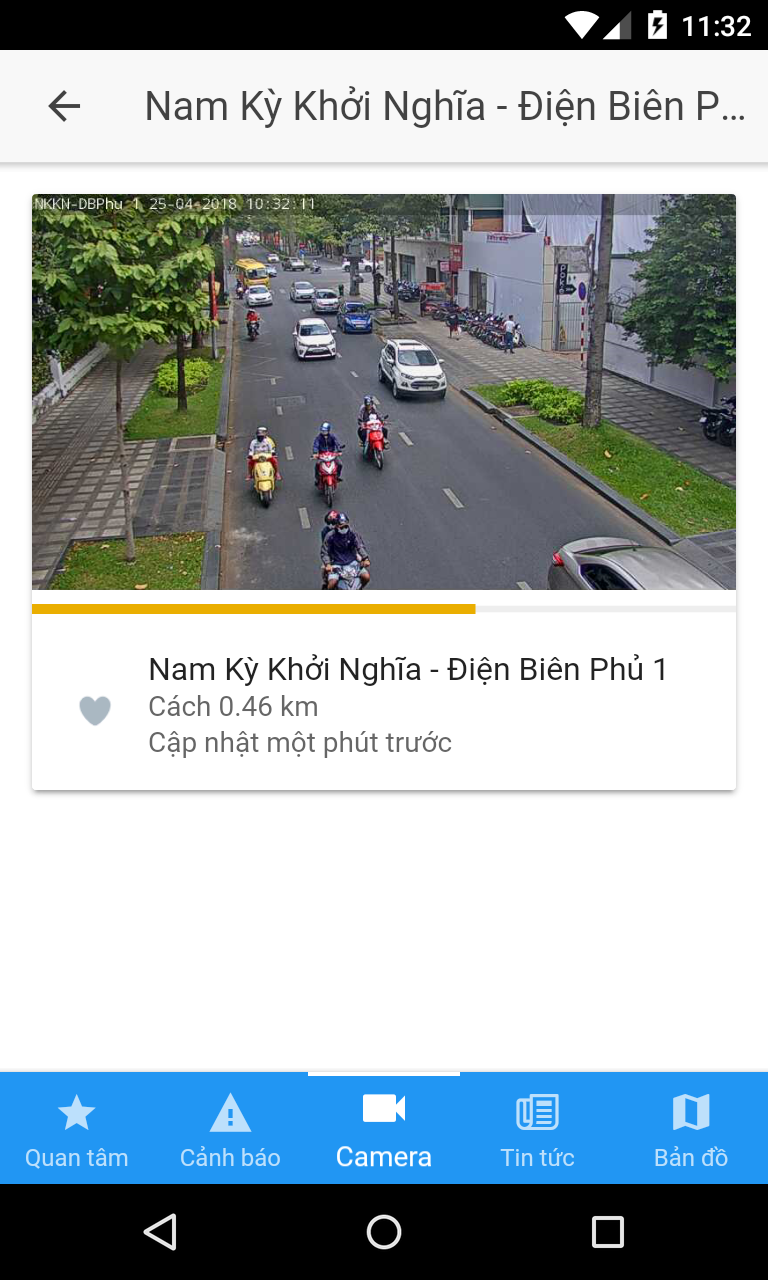 11:32
Nam Kỳ Khởi Nghĩa - Điện Biên P...
NKKN-DBPhu 1 25-04-2018 10:32:11
Nam Kỳ Khởi Nghĩa - Điện Biên Phủ 1
Cách 0.46 km
Cập nhật một phút trước
Quan tâm
Cảnh báo
Camera
Tin tức
Bản đồ